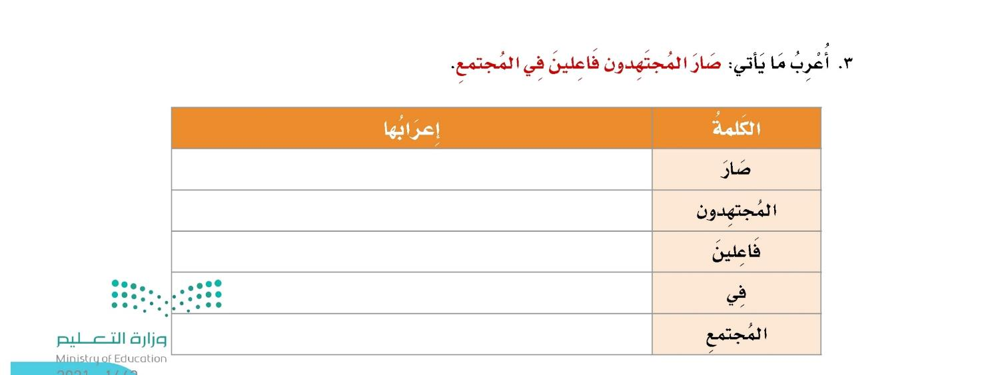 ٣. أُعْرِبُ مَا يَأتي: صَارَ المُجتَهِدون فَاعِلينَ فِي المُجتمعِ.
الكَلمةُ إِعرَابُها
صَارَ
المُجتهِدون
فَاعِلينَ
فِي
المُجتمعِ
وزارة التعـليم
Ministry of Education